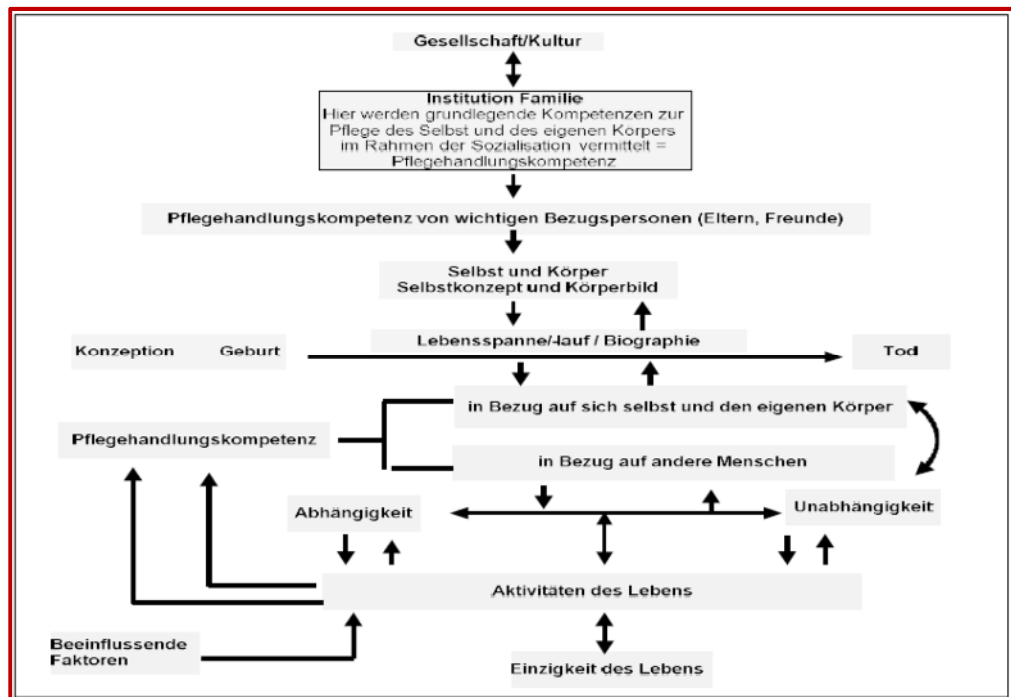 Gesellschaft/Kultur
Institution Familie
Hier werden grundlegende Kompetenzen zur
Pflege des Selbst und des eigenen Körpers
im Rahmen der Sozialisation vermittelt =
Pflegehandlungskompetenz
Pflegehandlungskompetenz von wichtigen Bezugspersonen (Eltern, Freunde)
Selbst und Körper
Selbstkonzept und Körperbild
Lebensspanne/-lauf / Biographie
Konzeption Geburt
Tod
in Bezug auf sich selbst und den eigenen Körper
Pflegehandlungskompetenz
in Bezug auf andere Menschen
Abhängigkeit
Unabhängigkeit
Aktivitäten des Lebens
Beeinflussende
Faktoren
Einzigkeit des Lebens